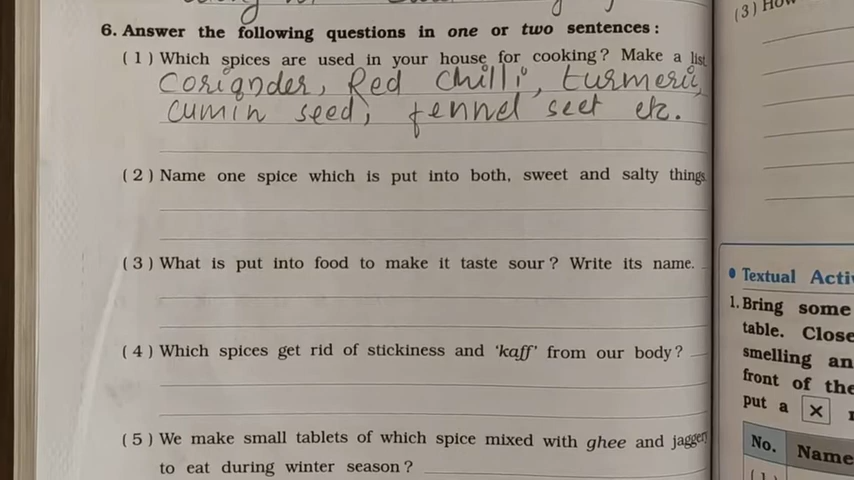 (3) How
6. Answer the following questions in one or two sentences :
(1) Which spices are used in your house for cooking? Make a list
Coriander, Red Chilli, turmeric,
cumin seed, fennel seet etc.
(2) Name one spice which is put into both, sweet and salty things
(3) What is put into food to make it taste sour? Write its name.
(4) Which spices get rid of stickiness and 'kaff' from our body?
(5) We make small tablets of which spice mixed with ghee and jaggery
to eat during winter season?
• Textual Activ
1. Bring some
table. Close
smelling an
front of the
put a ×
No. Name
(1)